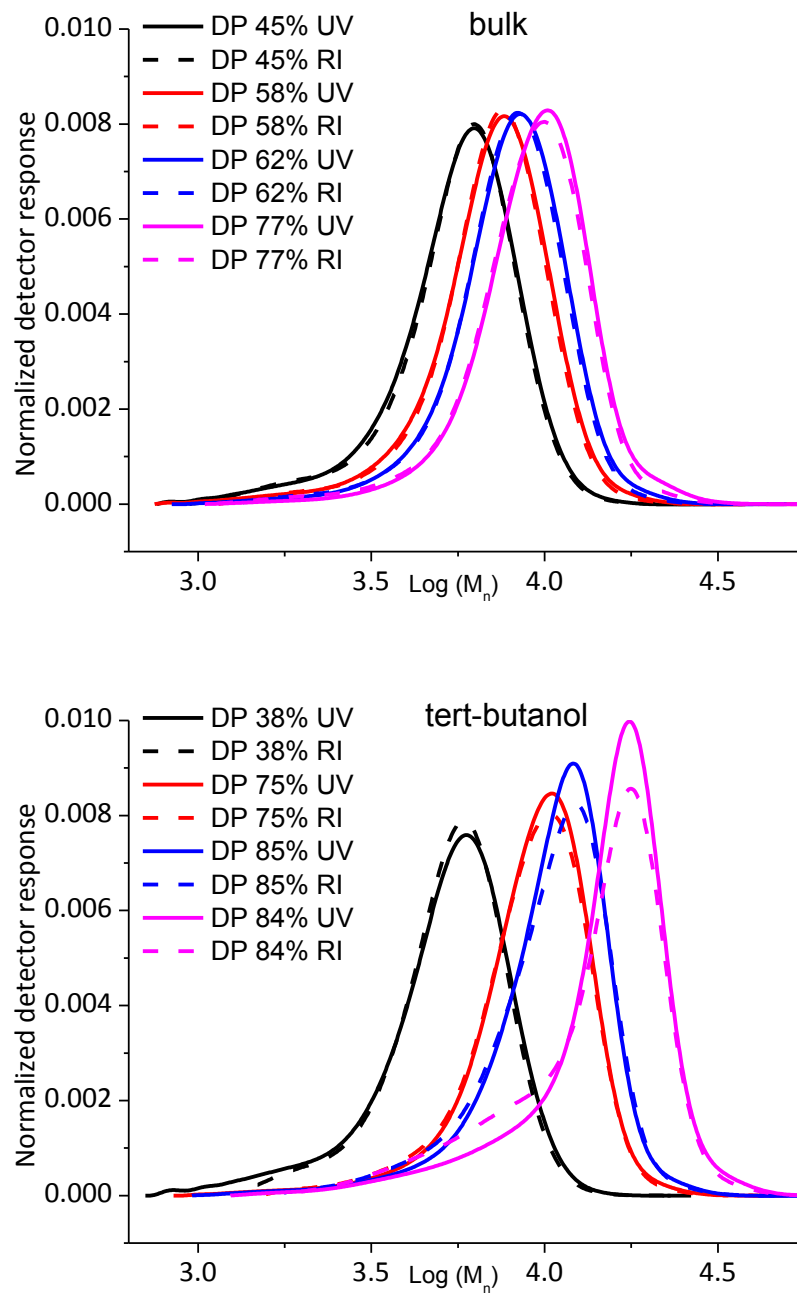 bulk
DP 45% UV
DP 45% RI
DP 58% UV
DP 58% RI
DP 62% UV
DP 62% RI
DP 77% UV
DP 77% RI
Normalized detector response
0.010
0.008
0.006
0.004
0.002
0.000
3.0 3.5 4.0 4.5
Log (Mn)
tert-butanol
DP 38% UV
DP 38% RI
DP 75% UV
DP 75% RI
DP 85% UV
DP 85% RI
DP 84% UV
DP 84% RI
Normalized detector response
0.010
0.008
0.006
0.004
0.002
0.000
3.0 3.5 4.0 4.5
Log (Mn)